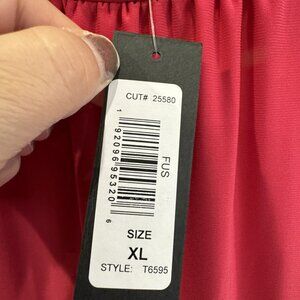 CUT# 25580
1 92096 95320 6
FUS
SIZE
XL
STYLE: T6595